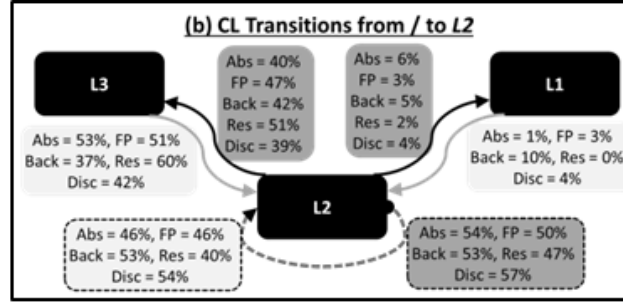 (b) CL Transitions from / to L2
L3
Abs = 40%
FP = 47%
Back = 42%
Res = 51%
Disc = 39%
Abs = 6%
FP = 3%
Back = 5%
Res = 2%
Disc = 4%
L1
Abs = 53%, FP = 51%
Back = 37%, Res = 60%
Disc = 42%
Abs = 1%, FP = 3%
Back = 10%, Res = 0%
Disc = 4%
L2
Abs = 46%, FP = 46%
Back = 53%, Res = 40%
Disc = 54%
Abs = 54%, FP = 50%
Back = 53%, Res = 47%
Disc = 57%